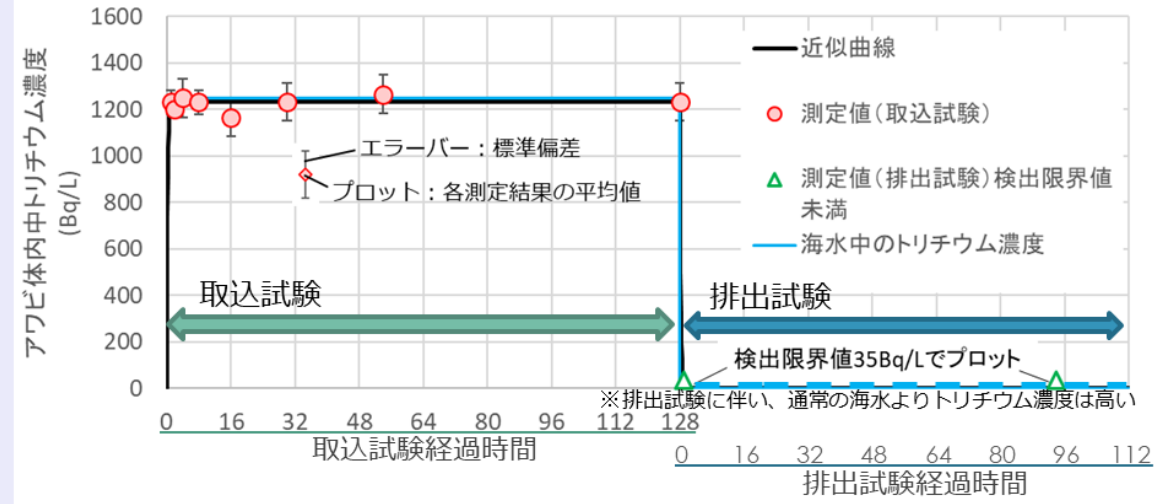 アワビ体内中トリチウム濃度
(Bq/L)
1600
1400
1200
1000
800
600
400
200
0
近似曲線
測定値(取込試験)
測定値(排出試験)検出限界値
未満
海水中のトリチウム濃度
エラーバー:標準偏差
プロット:各測定結果の平均値
取込試験
排出試験
検出限界値35Bq/Lでプロット
※排出試験に伴い、通常の海水よりトリチウム濃度は高い
0 16 32 48 64 80 96 112 128
取込試験経過時間
0 16 32 48 64 80 96 112
排出試験経過時間